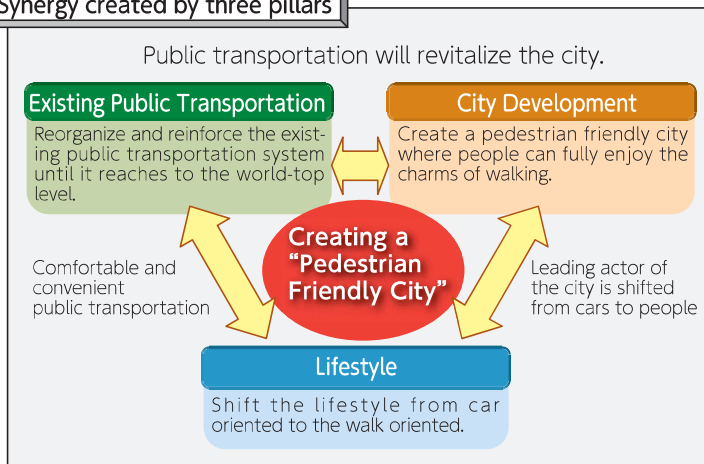 Synergy created by three pillars
Public transportation will revitalize the city.
Existing Public Transportation
Reorganize and reinforce the exist-
ing public transportation system
until it reaches to the world-top
level.
City Development
Create a pedestrian friendly city
where people can fully enjoy the
charms of walking.
Creating a
“Pedestrian
Friendly City”
Comfortable and
convenient
public transportation
Leading actor of
the city is shifted
from cars to people
Lifestyle
Shift the lifestyle from car
oriented to the walk oriented.